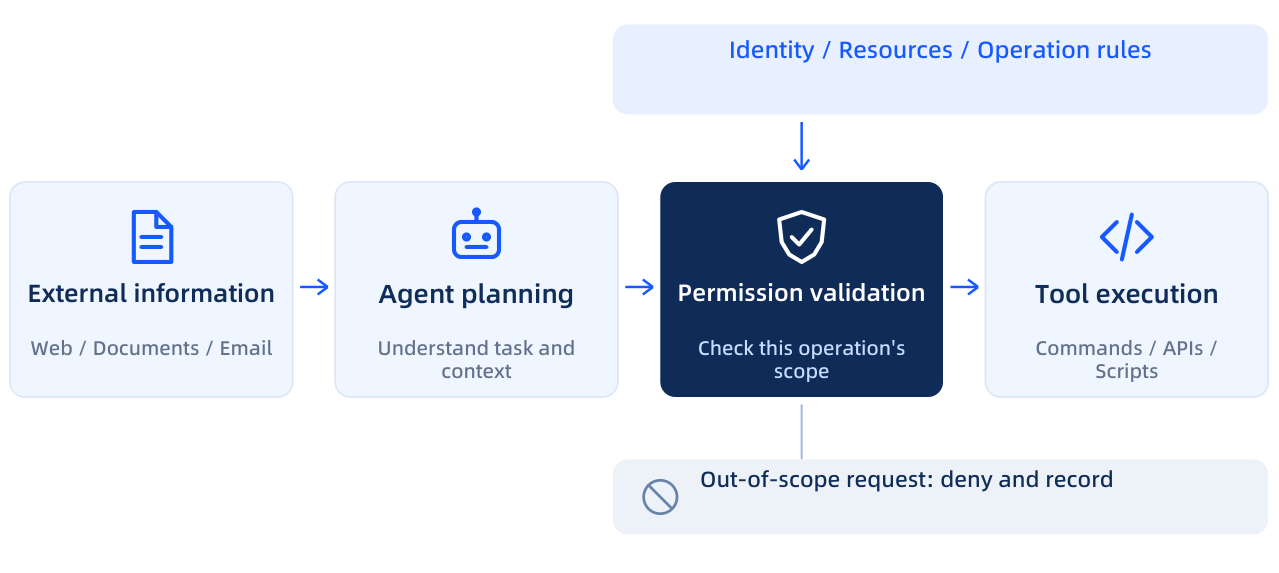 Identity / Resources / Operation rules
External information
Web / Documents / Email
Agent planning
Understand task and
context
Permission validation
Check this operation's
scope
Tool execution
Commands / APIs /
Scripts
Out-of-scope request: deny and record